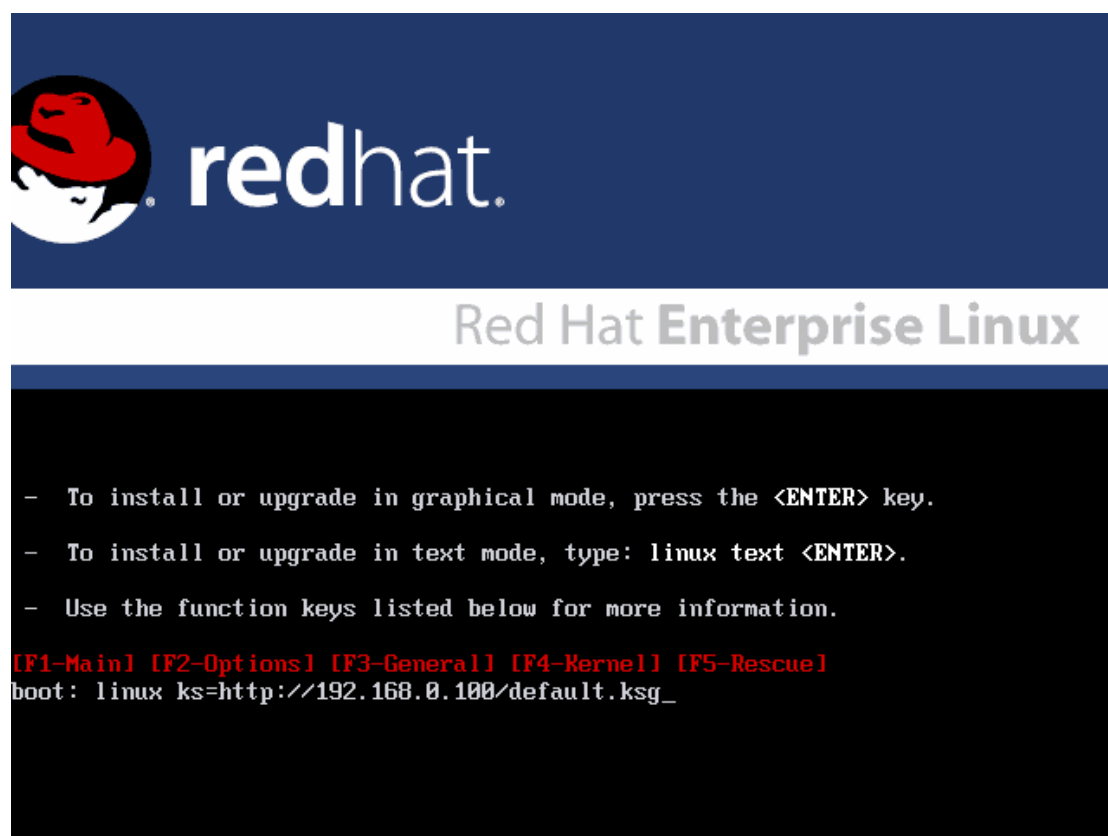 redhat.
Red Hat Enterprise Linux
- To install or upgrade in graphical mode, press the <ENTER> key.
- To install or upgrade in text mode, type: linux text <ENTER>.
- Use the function keys listed below for more information.
[F1-Main] [F2-Options] [F3-General] [F4-Kernel] [F5-Rescue]
boot: linux ks=http://192.168.0.100/default.ksg_